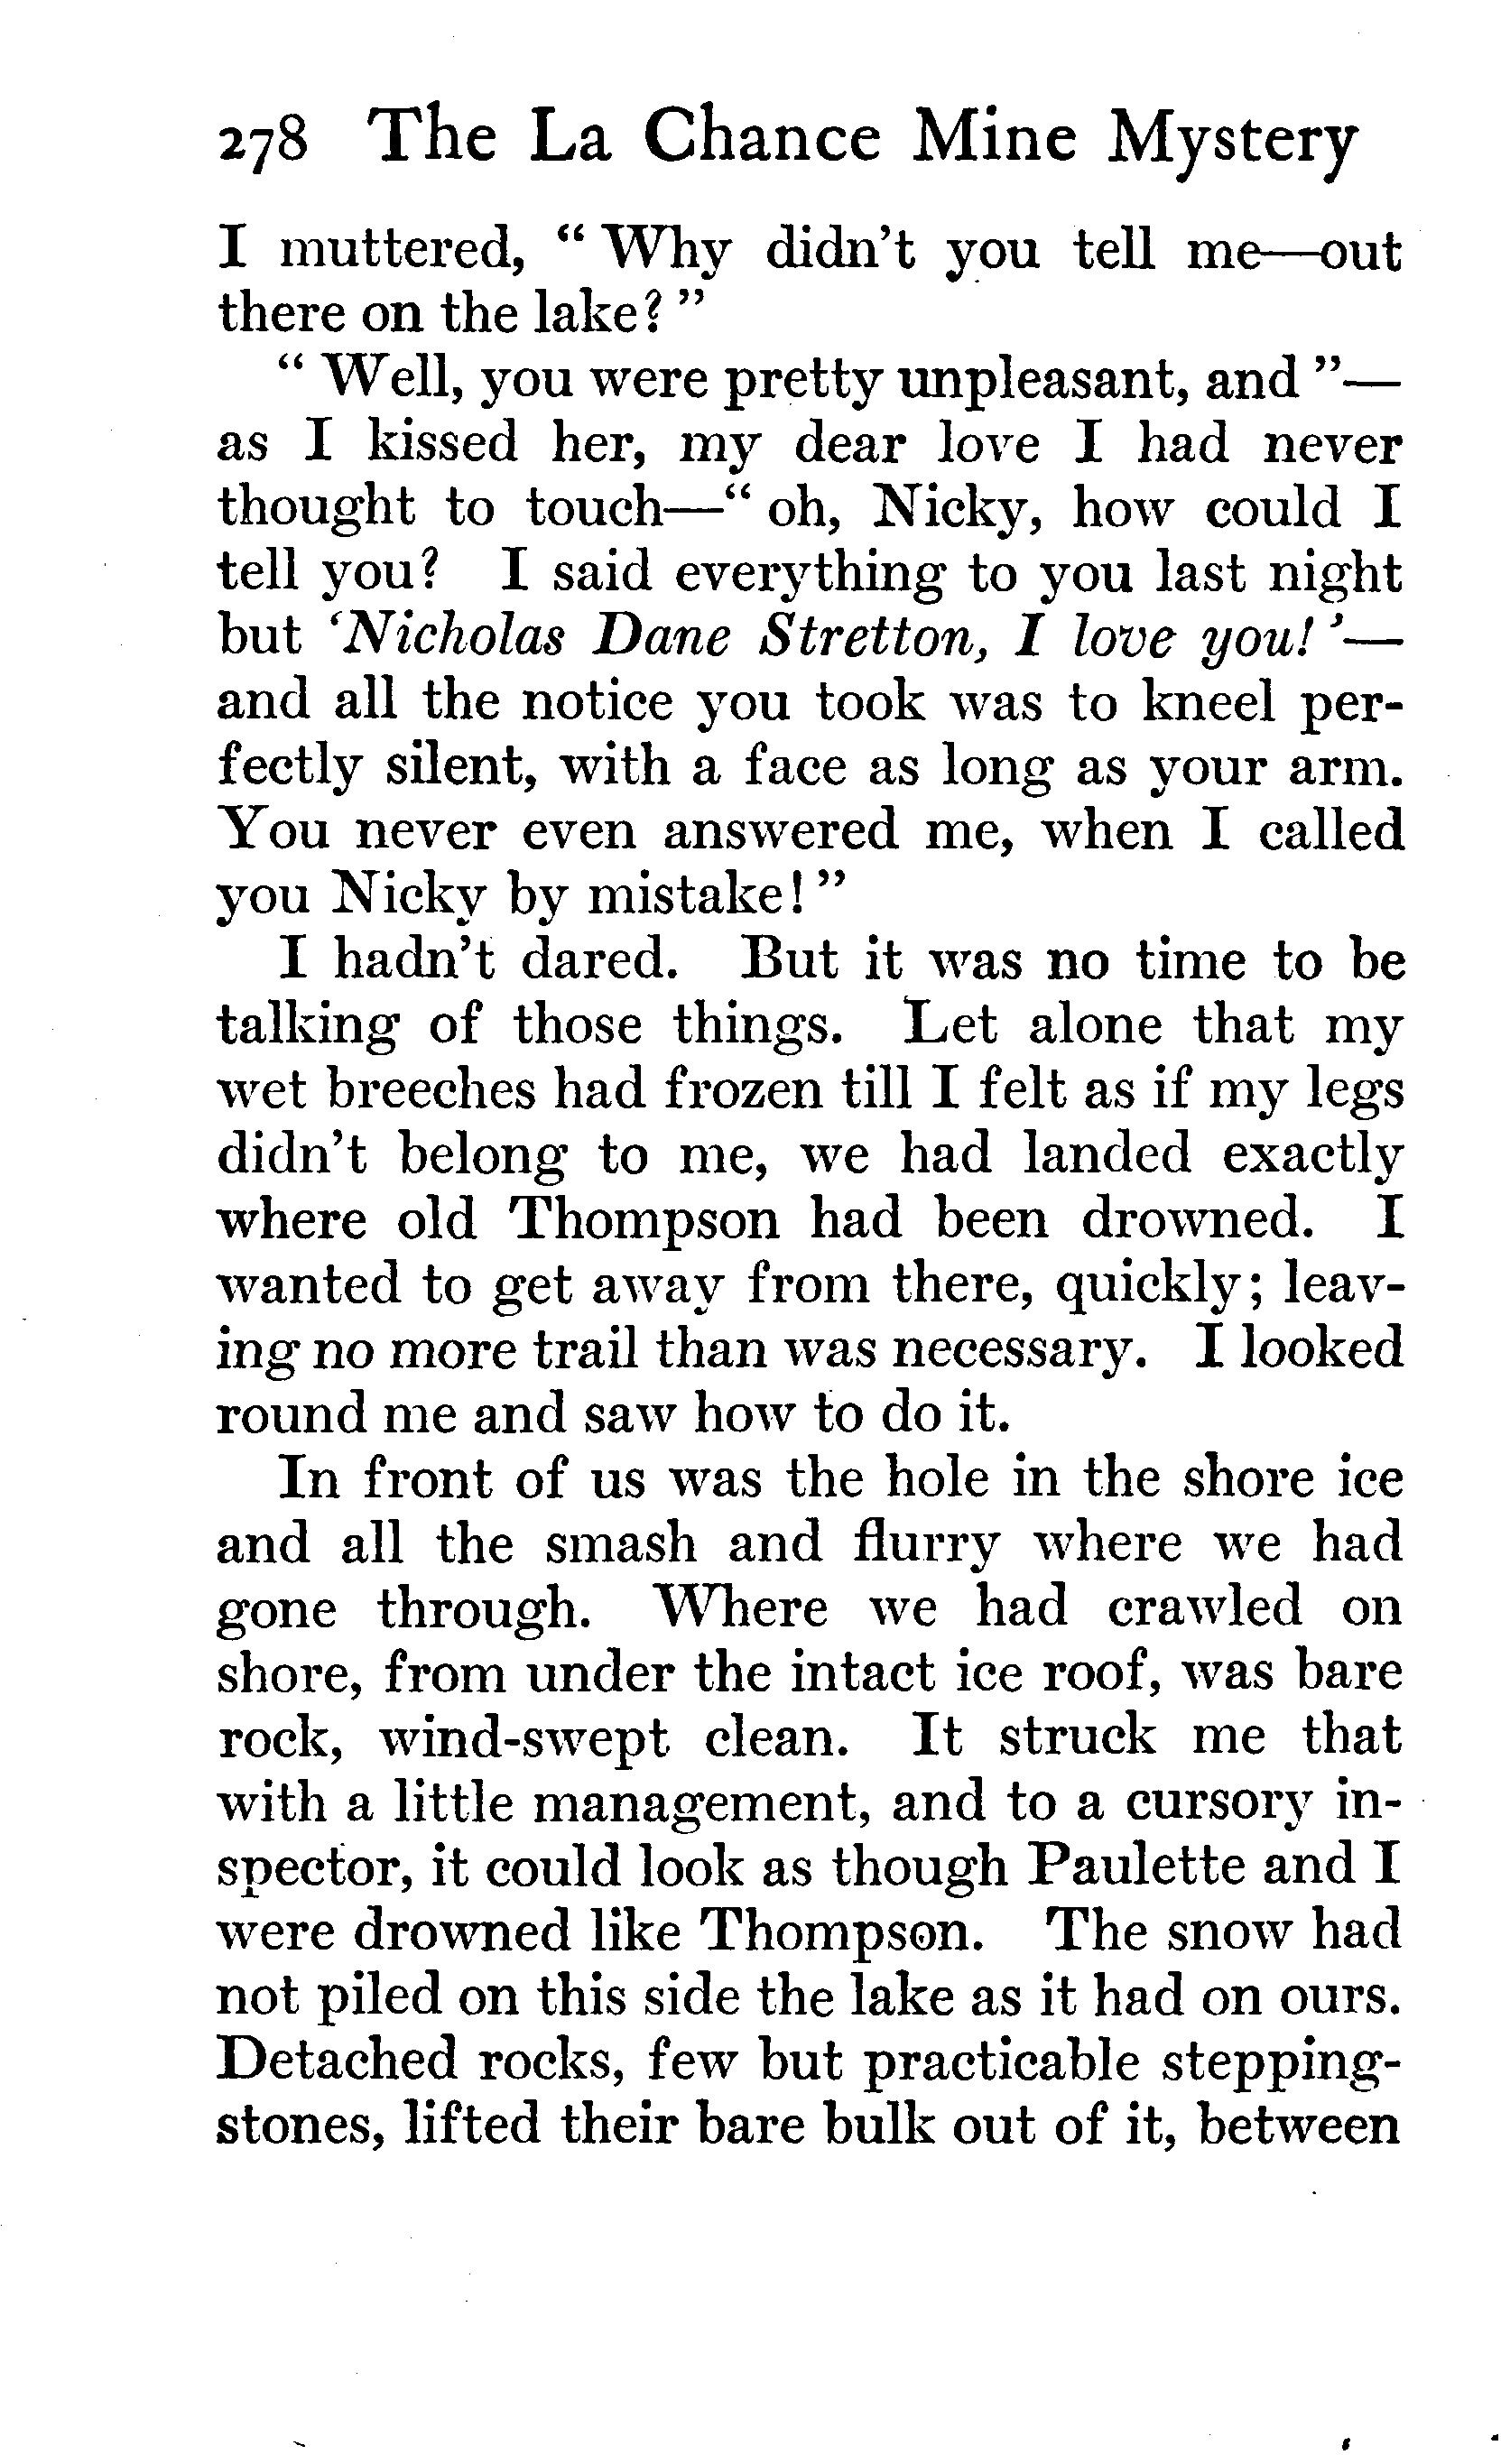 278 The La Chance Mine Mystery
I muttered, “ Why didn't you tell me—out
there on the lake? ”
“ Well, you were pretty unpleasant, and ”—
as I kissed her, my dear love I had never
thought to touch—“ oh, Nicky, how could I
tell you? I said everything to you last night
but ‘Nicholas Dane Stretton, I love you! ’—
and all the notice you took was to kneel per-
fectly silent, with a face as long as your arm.
You never even answered me, when I called
you Nicky by mistake! ”
I hadn't dared. But it was no time to be
talking of those things. Let alone that my
wet breeches had frozen till I felt as if my legs
didn't belong to me, we had landed exactly
where old Thompson had been drowned. I
wanted to get away from there, quickly; leav-
ing no more trail than was necessary. I looked
round me and saw how to do it.
In front of us was the hole in the shore ice
and all the smash and flurry where we had
gone through. Where we had crawled on
shore, from under the intact ice roof, was bare
rock, wind-swept clean. It struck me that
with a little management, and to a cursory in-
spector, it could look as though Paulette and I
were drowned like Thompson. The snow had
not piled on this side the lake as it had on ours.
Detached rocks, few but practicable stepping-
stones, lifted their bare bulk out of it, between